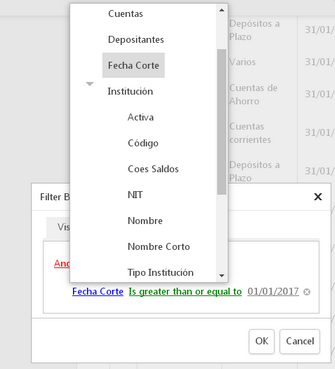 Cuentas
Depositantes
Fecha Corte
Institución
Activa
Código
Coes Saldos
NIT
Nombre
Nombre Corto
Tipo Institución
Depósitos a
Plazo
31/01/
Varios
31/01/
Cuentas de
Ahorro
31/01/
Cuentas
corrientes
31/01/
Depósitos a
Plazo
31/01/
Filter B
×
Vis
And
Fecha Corte Is greater than or equal to 01/01/2017
OK Cancel